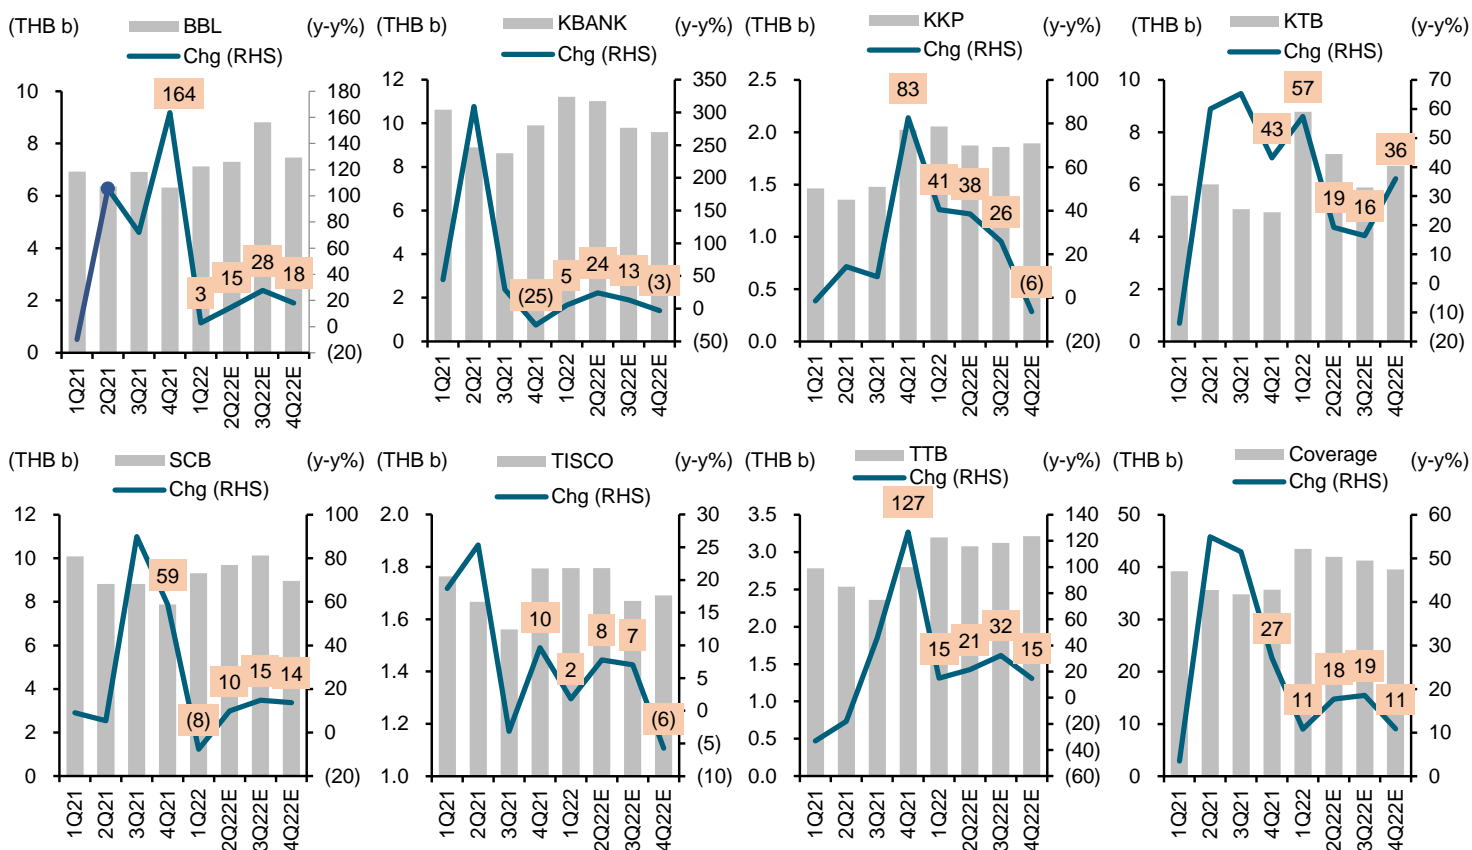 (THB b) BBL (y-y%)
Chg (RHS)
10
8
6
4
2
0
180
160
140
120
100
80
60
40
20
0
(20)
164
3
15
28
18
1Q21
2Q21
3Q21
4Q21
1Q22
2Q22E
3Q22E
4Q22E
(THB b) KBANK (y-y%)
Chg (RHS)
12
10
8
6
4
2
0
350
300
250
200
150
100
50
0
(50)
(25)
5
24
13
(3)
1Q21
2Q21
3Q21
4Q21
1Q22
2Q22E
3Q22E
4Q22E
(THB b) KKP (y-y%)
Chg (RHS)
2.5
2.0
1.5
1.0
0.5
0.0
100
80
60
40
20
0
(20)
83
41
38
26
(6)
1Q21
2Q21
3Q21
4Q21
1Q22
2Q22E
3Q22E
4Q22E
(THB b) KTB (y-y%)
Chg (RHS)
10
8
6
4
2
0
70
60
50
40
30
20
10
0
(10)
(20)
43
57
19
16
36
1Q21
2Q21
3Q21
4Q21
1Q22
2Q22E
3Q22E
4Q22E
(THB b) SCB (y-y%)
Chg (RHS)
12
10
8
6
4
2
0
100
80
60
40
20
0
(20)
59
(8)
10
15
14
1Q21
2Q21
3Q21
4Q21
1Q22
2Q22E
3Q22E
4Q22E
(THB b) TISCO (y-y%)
Chg (RHS)
2.0
1.8
1.6
1.4
1.2
1.0
30
25
20
15
10
5
0
(5)
(10)
10
2
8
7
(6)
1Q21
2Q21
3Q21
4Q21
1Q22
2Q22E
3Q22E
4Q22E
(THB b) TTB (y-y%)
Chg (RHS)
3.5
3.0
2.5
2.0
1.5
1.0
0.5
0.0
140
120
100
80
60
40
20
0
(20)
(40)
(60)
127
15
21
32
15
1Q21
2Q21
3Q21
4Q21
1Q22
2Q22E
3Q22E
4Q22E
(THB b) Coverage (y-y%)
Chg (RHS)
50
40
30
20
10
0
60
50
40
30
20
10
0
27
11
18
19
11
1Q21
2Q21
3Q21
4Q21
1Q22
2Q22E
3Q22E
4Q22E